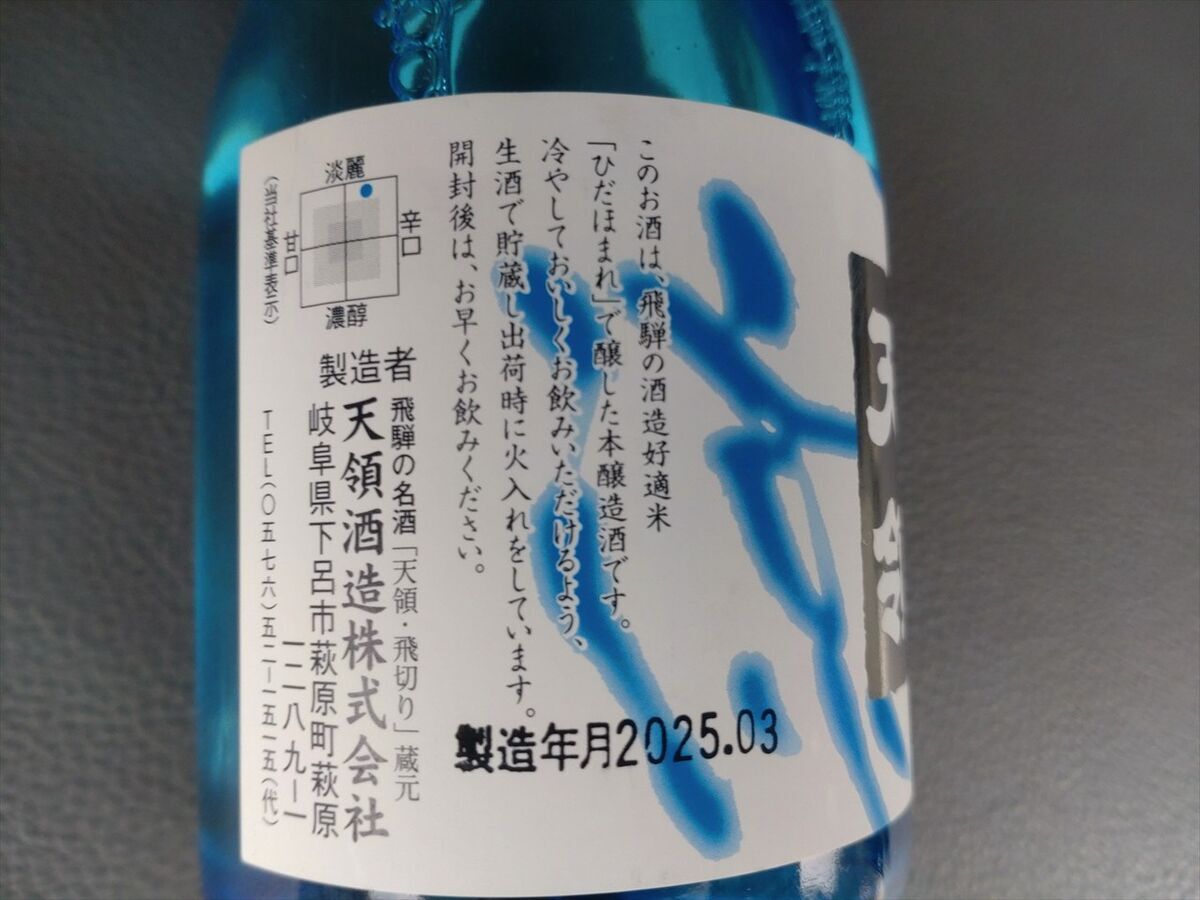 このお酒は、飛騨の酒造好適米
「ひだほまれ」で醸した本醸造酒です。
冷やしておいしくお飲みいただけるよう、
生酒で貯蔵し出荷時に火入れをしています。
開封後は、お早くお飲みください。
製造年月2025.03
淡麗
辛口
甘口
濃醇
(当社基準表示)
製造者
飛騨の名酒「天領・飛切り」蔵元
天領酒造株式会社
岐阜県下呂市萩原町萩原
一二八九ー一
TEL(〇五七六)五二ー一五一五(代)